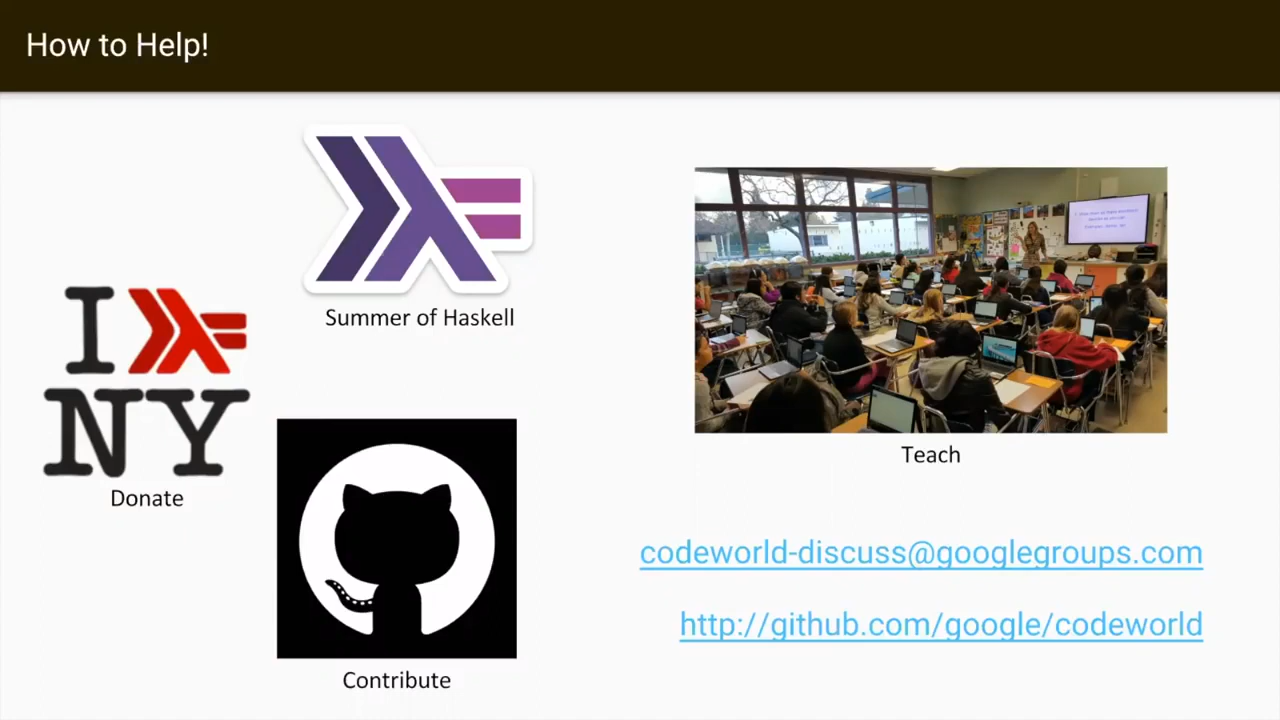 How to Help!
Summer of Haskell
I
NY
Donate
Contribute
Teach
codeworld-discuss@googlegroups.com
http://github.com/google/codeworld